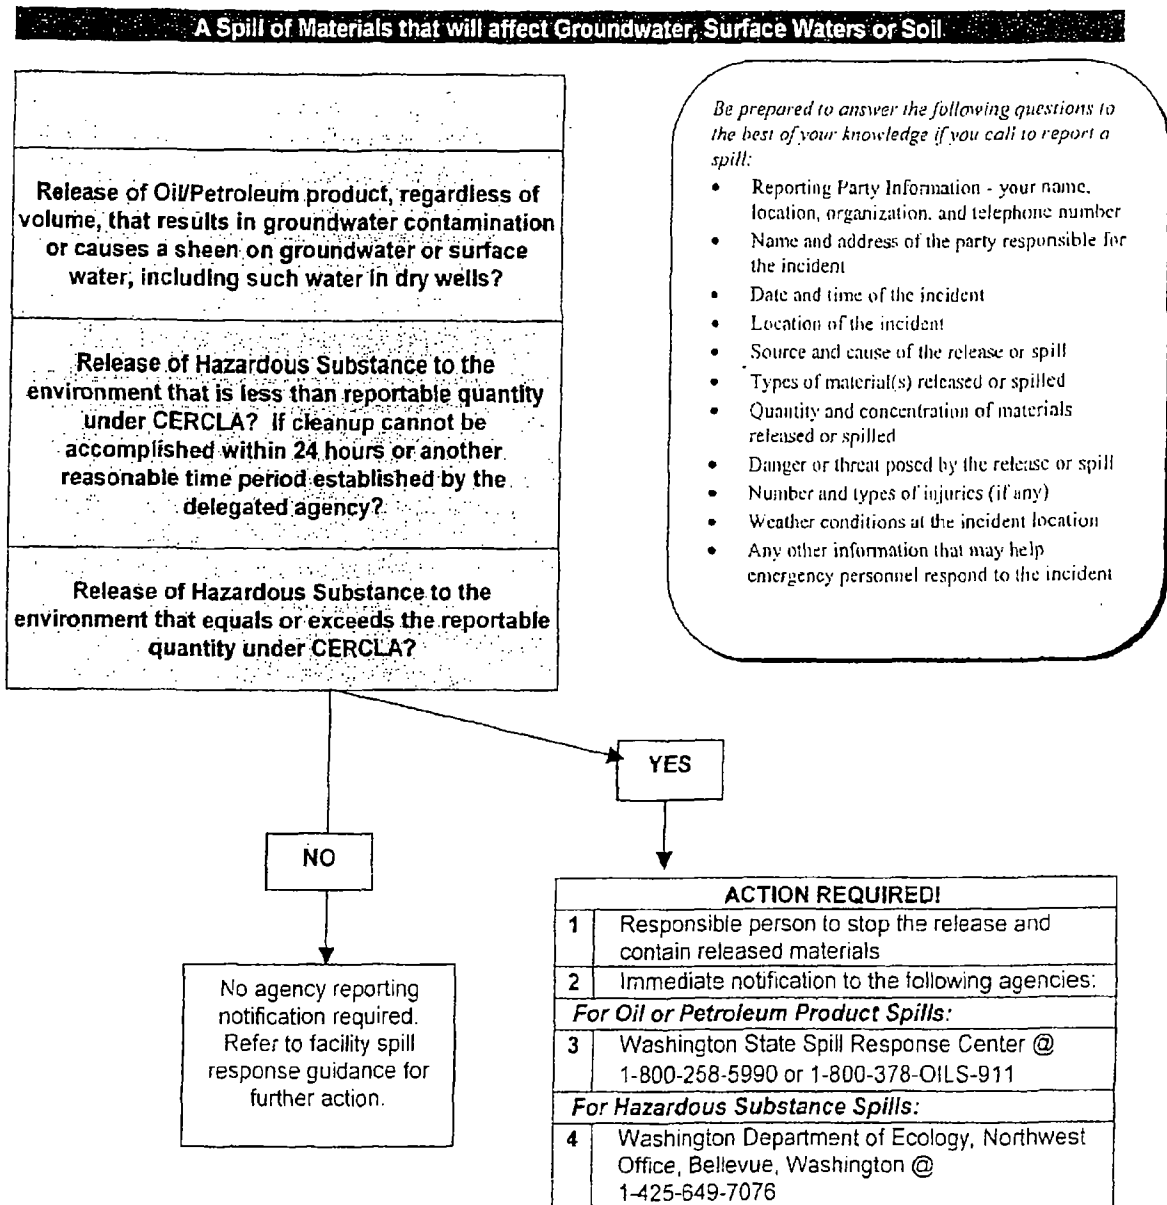 A Spill of Materials that will affect Groundwater, Surface Waters or Soil
Release of Oil/Petroleum product, regardless of
volume, that results in groundwater contamination
or causes a sheen on groundwater or surface
water, including such water in dry wells?
Release of Hazardous Substance to the
environment that is less than reportable quantity
under CERCLA? If cleanup cannot be
accomplished within 24 hours or another
reasonable time period established by the
delegated agency?
Release of Hazardous Substance to the
environment that equals or exceeds the reportable
quantity under CERCLA?
Be prepared to answer the following questions to
the best of your knowledge if you call to report a
spill:
• Reporting Party Information - your name,
location, organization, and telephone number
• Name and address of the party responsible for
the incident
• Date and time of the incident
• Location of the incident
• Source and cause of the release or spill
• Types of material(s) released or spilled
• Quantity and concentration of materials
released or spilled
• Danger or threat posed by the release or spill
• Number and types of injuries (if any)
• Weather conditions at the incident location
• Any other information that may help
emergency personnel respond to the incident
YES
NO
No agency reporting
notification required.
Refer to facility spill
response guidance for
further action.
ACTION REQUIRED!
1 Responsible person to stop the release and
contain released materials
2 Immediate notification to the following agencies:
For Oil or Petroleum Product Spills:
3 Washington State Spill Response Center @
1-800-258-5990 or 1-800-378-OILS-911
For Hazardous Substance Spills:
4 Washington Department of Ecology, Northwest
Office, Bellevue, Washington @
1-425-649-7076